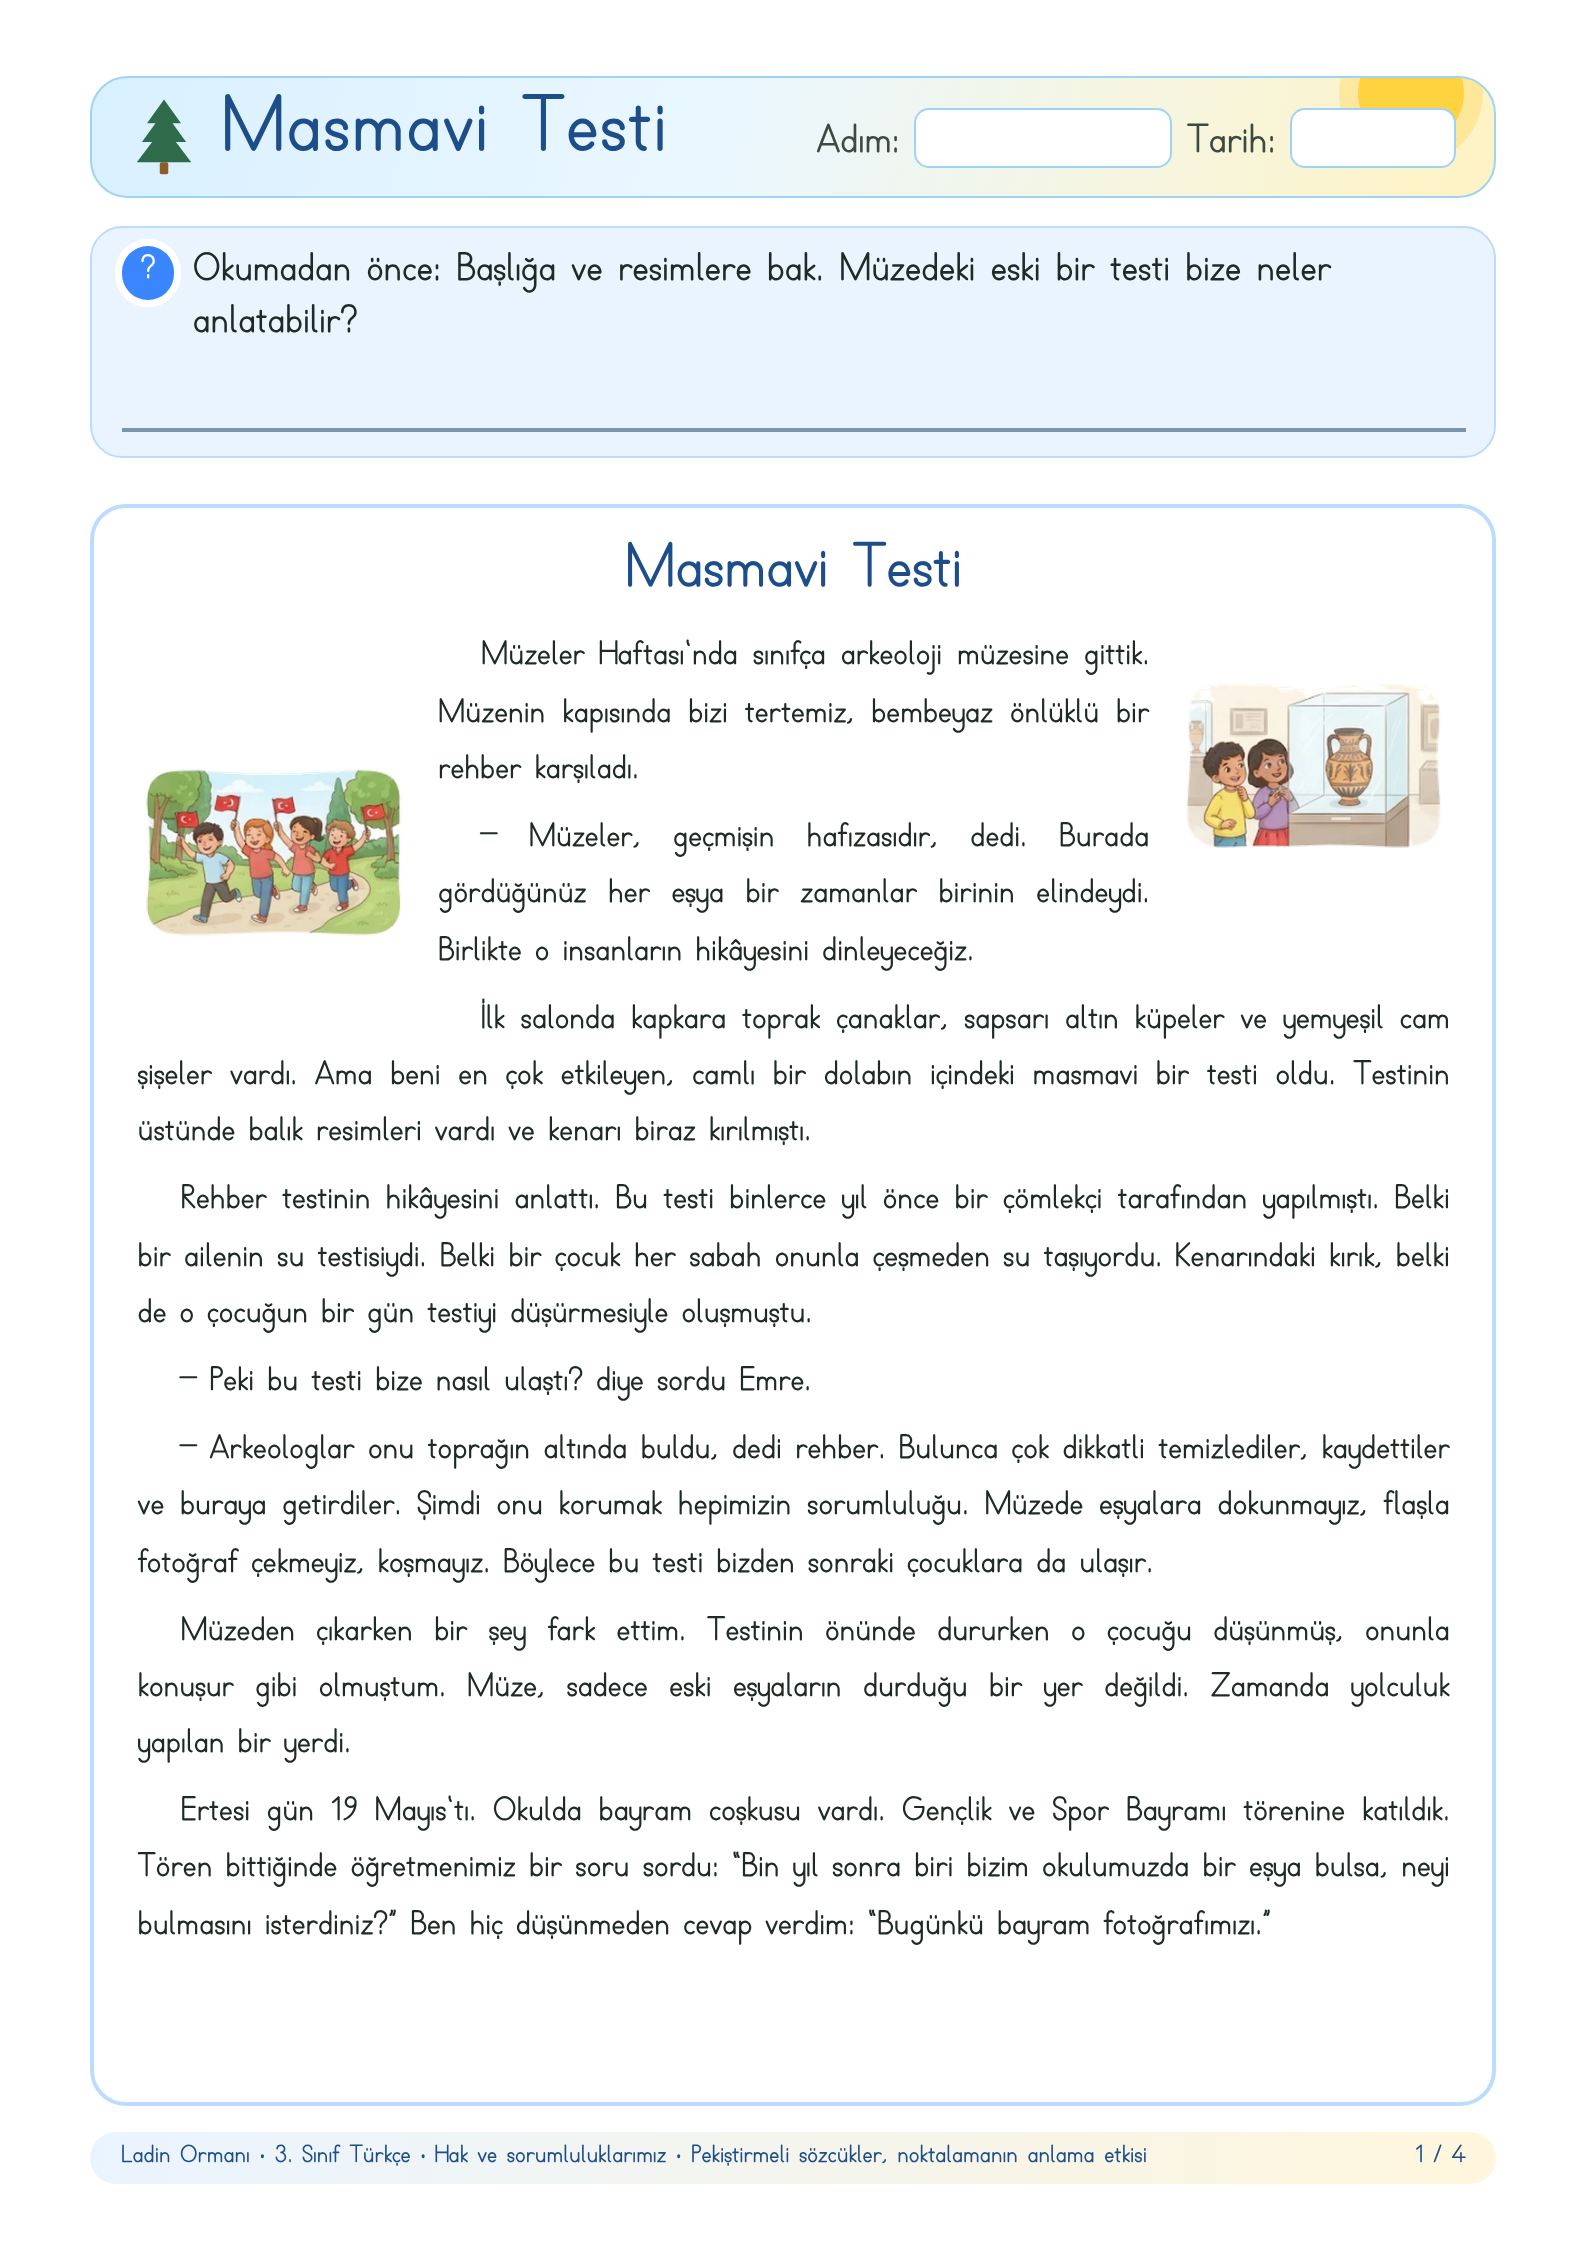 Masmavi Testi
Adım:
Tarih:
?
Okumadan önce: Başlığa ve resimlere bak. Müzedeki eski bir testi bize neler
anlatabilir?
Masmavi Testi
Müzeler Haftası'nda sınıfça arkeoloji müzesine gittik.
Müzenin kapısında bizi tertemiz, bembeyaz önlüklü bir
rehber karşıladı.
– Müzeler, geçmişin hafızasıdır, dedi. Burada
gördüğünüz her eşya bir zamanlar birinin elindeydi.
Birlikte o insanların hikâyesini dinleyeceğiz.
İlk salonda kapkara toprak çanaklar, sapsarı altın küpeler ve yemyeşil cam
şişeler vardı. Ama beni en çok etkileyen, camlı bir dolabın içindeki masmavi bir testi oldu. Testinin
üstünde balık resimleri vardı ve kenarı biraz kırılmıştı.
Rehber testinin hikâyesini anlattı. Bu testi binlerce yıl önce bir çömlekçi tarafından yapılmıştı. Belki
bir ailenin su testisiydi. Belki bir çocuk her sabah onunla çeşmeden su taşıyordu. Kenarındaki kırık, belki
de o çocuğun bir gün testiyi düşürmesiyle oluşmuştu.
– Peki bu testi bize nasıl ulaştı? diye sordu Emre.
– Arkeologlar onu toprağın altında buldu, dedi rehber. Bulunca çok dikkatli temizlediler, kaydettiler
ve buraya getirdiler. Şimdi onu korumak hepimizin sorumluluğu. Müzede eşyalara dokunmayız, flaşla
fotoğraf çekmeyiz, koşmayız. Böylece bu testi bizden sonraki çocuklara da ulaşır.
Müzeden çıkarken bir şey fark ettim. Testinin önünde dururken o çocuğu düşünmüş, onunla
konuşur gibi olmuştum. Müze, sadece eski eşyaların durduğu bir yer değildi. Zamanda yolculuk
yapılan bir yerdi.
Ertesi gün 19 Mayıs'tı. Okulda bayram coşkusu vardı. Gençlik ve Spor Bayramı törenine katıldık.
Tören bittiğinde öğretmenimiz bir soru sordu: "Bin yıl sonra biri bizim okulumuzda bir eşya bulsa, neyi
bulmasını isterdiniz?" Ben hiç düşünmeden cevap verdim: "Bugünkü bayram fotoğrafımızı."
Ladin Ormanı • 3. Sınıf Türkçe • Hak ve sorumluluklarımız • Pekiştirmeli sözcükler, noktalamanın anlama etkisi
1 / 4